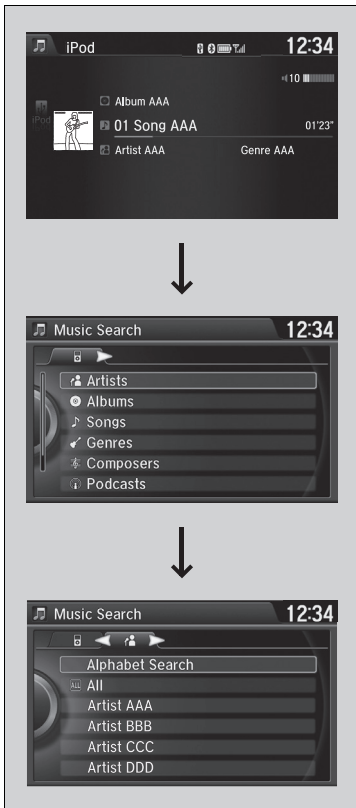 iPod 12:34
10
Album AAA
iPod
01 Song AAA 01'23"
Artist AAA Genre AAA
Music Search 12:34
Artists
Albums
Songs
Genres
Composers
Podcasts
Music Search 12:34
Alphabet Search
ALL All
Artist AAA
Artist BBB
Artist CCC
Artist DDD